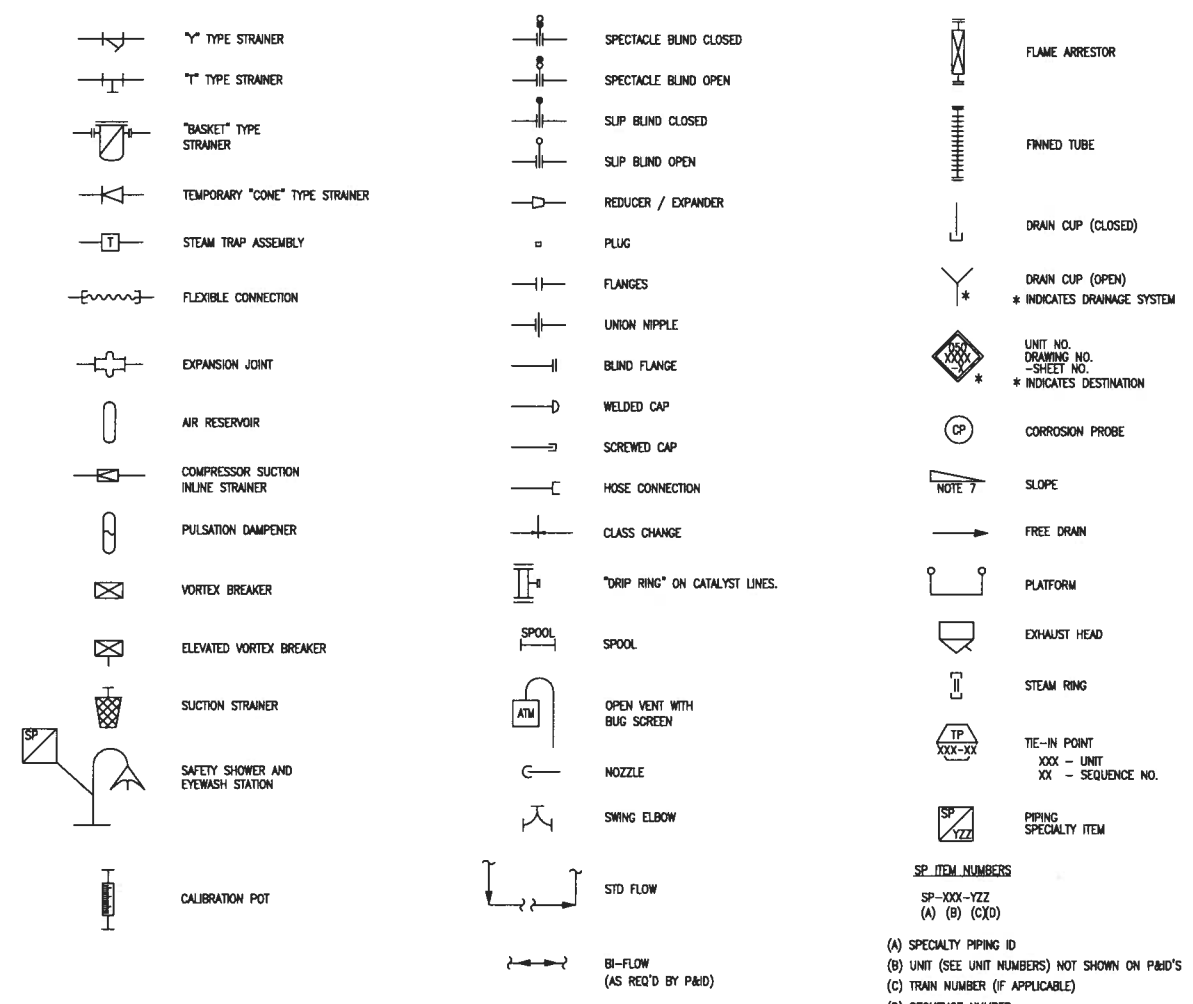 "Y" TYPE STRAINER
"T" TYPE STRAINER
"BASKET" TYPE
STRAINER
TEMPORARY "CONE" TYPE STRAINER
T
STEAM TRAP ASSEMBLY
FLEXIBLE CONNECTION
EXPANSION JOINT
AIR RESERVOIR
COMPRESSOR SUCTION
INLINE STRAINER
PULSATION DAMPENER
VORTEX BREAKER
ELEVATED VORTEX BREAKER
SUCTION STRAINER
SP
SAFETY SHOWER AND
EYEWASH STATION
CALIBRATION POT
SPECTACLE BLIND CLOSED
SPECTACLE BLIND OPEN
SLIP BLIND CLOSED
SLIP BLIND OPEN
REDUCER / EXPANDER
PLUG
FLANGES
UNION NIPPLE
BLIND FLANGE
WELDED CAP
SCREWED CAP
HOSE CONNECTION
CLASS CHANGE
"DRIP RING" ON CATALYST LINES.
SPOOL
SPOOL
ATM
OPEN VENT WITH
BUG SCREEN
NOZZLE
SWING ELBOW
STD FLOW
BI-FLOW
(AS REQ'D BY P&ID)
FLAME ARRESTOR
FINNED TUBE
DRAIN CUP (CLOSED)
*
DRAIN CUP (OPEN)
* INDICATES DRAINAGE SYSTEM
050
XXXX
-X
*
UNIT NO.
DRAWING NO.
-SHEET NO.
* INDICATES DESTINATION
CP
CORROSION PROBE
NOTE 7
SLOPE
FREE DRAIN
PLATFORM
EXHAUST HEAD
STEAM RING
TP
XXX-XX
TIE-IN POINT
XXX - UNIT
XX - SEQUENCE NO.
SP
YZZ
PIPING
SPECIALTY ITEM
SP ITEM NUMBERS
SP-XXX-YZZ
(A) (B) (C)(D)
(A) SPECIALTY PIPING ID
(B) UNIT (SEE UNIT NUMBERS) NOT SHOWN ON P&ID'S
(C) TRAIN NUMBER (IF APPLICABLE)
(D) SEQUENCE NUMBER